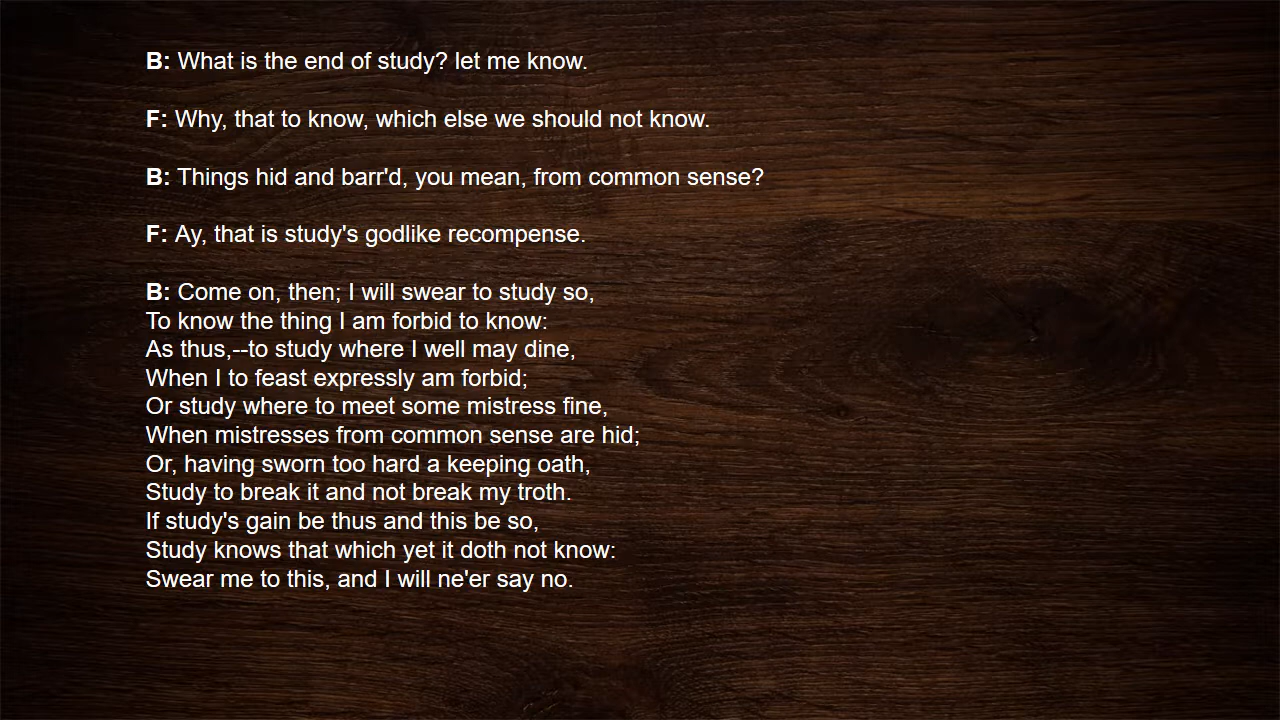 B: What is the end of study? let me know.
F: Why, that to know, which else we should not know.
B: Things hid and barr'd, you mean, from common sense?
F: Ay, that is study's godlike recompense.
B: Come on, then; I will swear to study so,
To know the thing I am forbid to know:
As thus,--to study where I well may dine,
When I to feast expressly am forbid;
Or study where to meet some mistress fine,
When mistresses from common sense are hid;
Or, having sworn too hard a keeping oath,
Study to break it and not break my troth.
If study's gain be thus and this be so,
Study knows that which yet it doth not know:
Swear me to this, and I will ne'er say no.